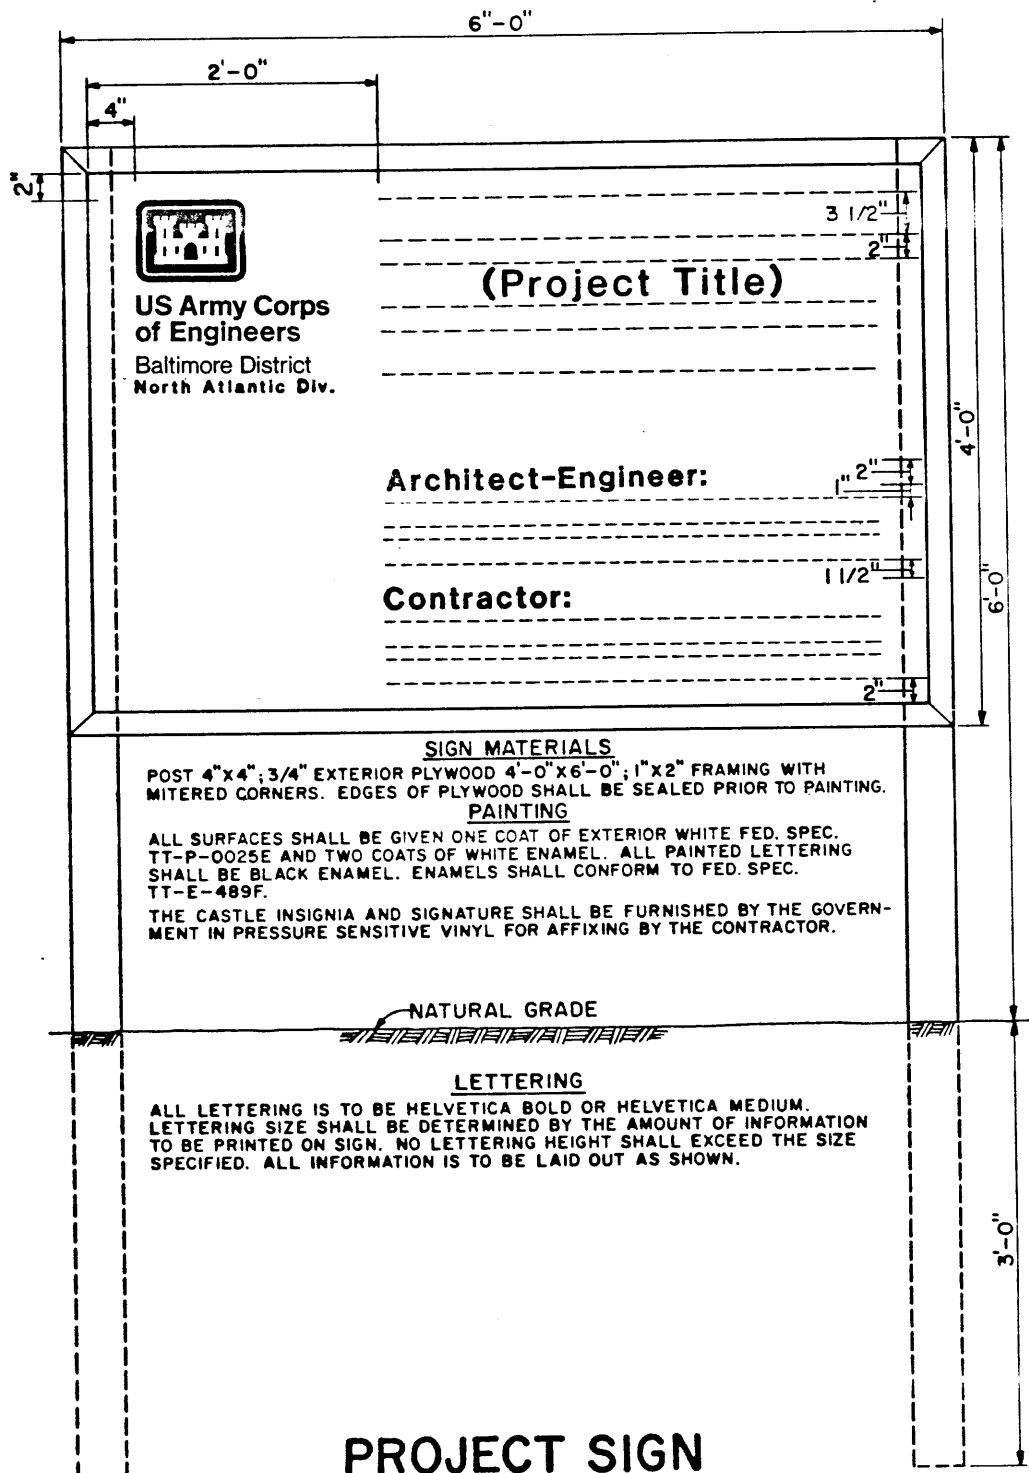 6"-0"
2'-0"
4"
2"
3 1/2"
2"
(Project Title)
US Army Corps
of Engineers
Baltimore District
North Atlantic Div.
4'-0"
Architect-Engineer:
2"
1"
6'-0"
1 1/2"
Contractor:
2"
SIGN MATERIALS
POST 4"X4"; 3/4" EXTERIOR PLYWOOD 4'-0"X6'-0"; 1"X2" FRAMING WITH
MITERED CORNERS. EDGES OF PLYWOOD SHALL BE SEALED PRIOR TO PAINTING.
PAINTING
ALL SURFACES SHALL BE GIVEN ONE COAT OF EXTERIOR WHITE FED. SPEC.
TT-P-0025E AND TWO COATS OF WHITE ENAMEL. ALL PAINTED LETTERING
SHALL BE BLACK ENAMEL. ENAMELS SHALL CONFORM TO FED. SPEC.
TT-E-489F.
THE CASTLE INSIGNIA AND SIGNATURE SHALL BE FURNISHED BY THE GOVERN-
MENT IN PRESSURE SENSITIVE VINYL FOR AFFIXING BY THE CONTRACTOR.
NATURAL GRADE
LETTERING
ALL LETTERING IS TO BE HELVETICA BOLD OR HELVETICA MEDIUM.
LETTERING SIZE SHALL BE DETERMINED BY THE AMOUNT OF INFORMATION
TO BE PRINTED ON SIGN. NO LETTERING HEIGHT SHALL EXCEED THE SIZE
SPECIFIED. ALL INFORMATION IS TO BE LAID OUT AS SHOWN.
3'-0"
PROJECT SIGN